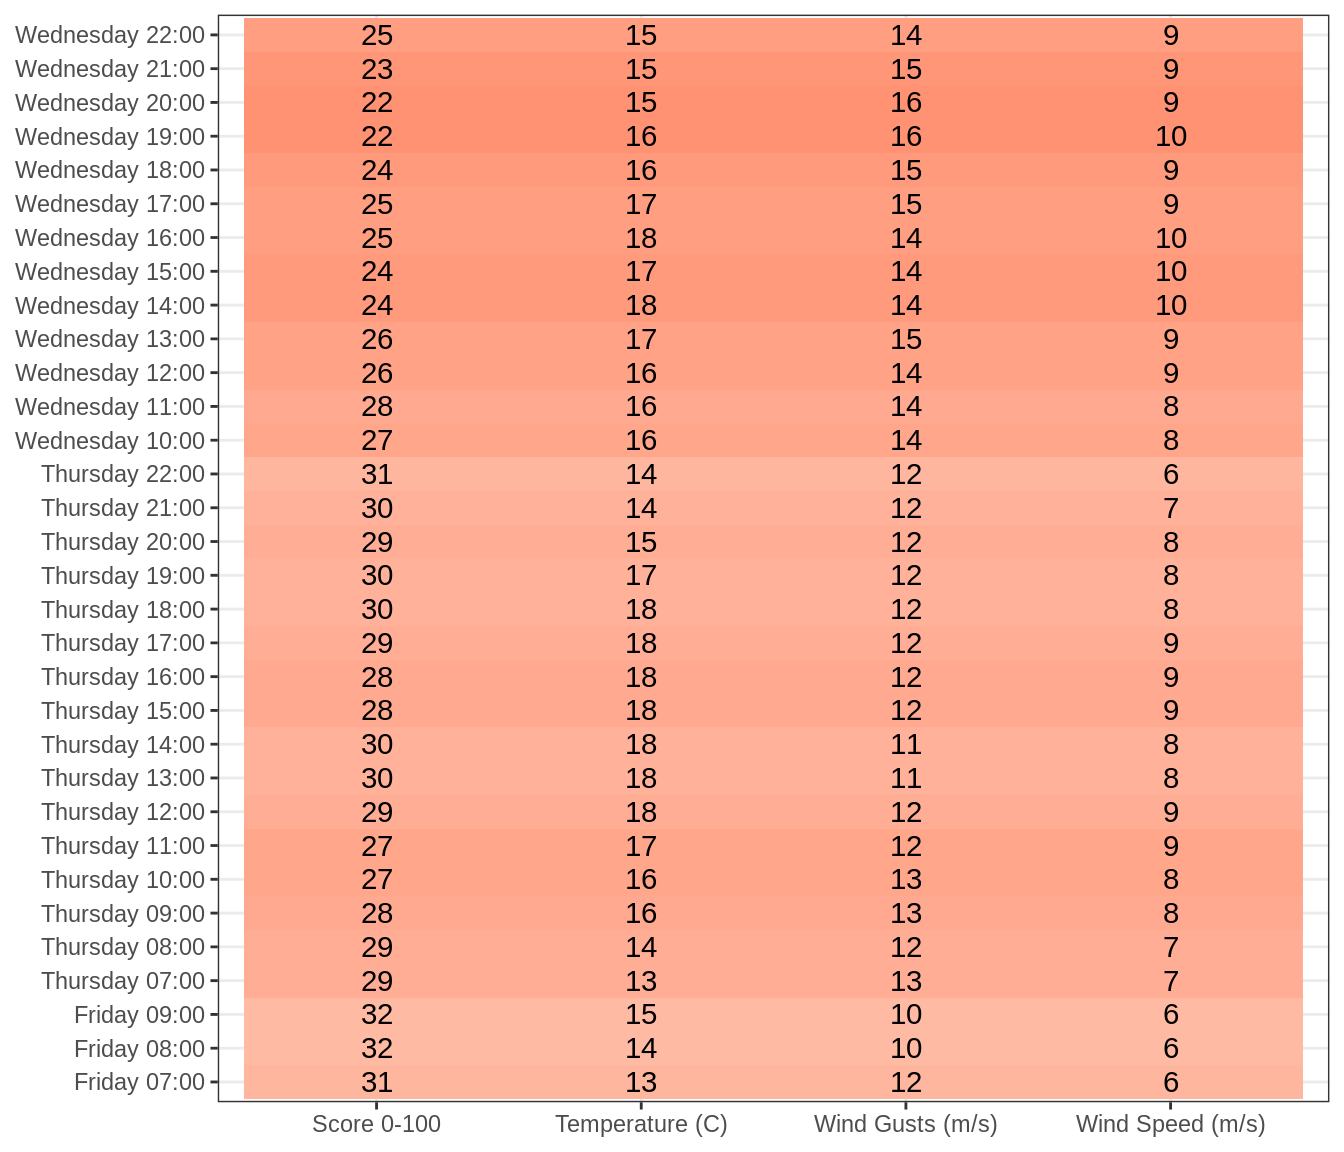 Wednesday 22:00 25 15 14 9
Wednesday 21:00 23 15 15 9
Wednesday 20:00 22 15 16 9
Wednesday 19:00 22 16 16 10
Wednesday 18:00 24 16 15 9
Wednesday 17:00 25 17 15 9
Wednesday 16:00 25 18 14 10
Wednesday 15:00 24 17 14 10
Wednesday 14:00 24 18 14 10
Wednesday 13:00 26 17 15 9
Wednesday 12:00 26 16 14 9
Wednesday 11:00 28 16 14 8
Wednesday 10:00 27 16 14 8
Thursday 22:00 31 14 12 6
Thursday 21:00 30 14 12 7
Thursday 20:00 29 15 12 8
Thursday 19:00 30 17 12 8
Thursday 18:00 30 18 12 8
Thursday 17:00 29 18 12 9
Thursday 16:00 28 18 12 9
Thursday 15:00 28 18 12 9
Thursday 14:00 30 18 11 8
Thursday 13:00 30 18 11 8
Thursday 12:00 29 18 12 9
Thursday 11:00 27 17 12 9
Thursday 10:00 27 16 13 8
Thursday 09:00 28 16 13 8
Thursday 08:00 29 14 12 7
Thursday 07:00 29 13 13 7
Friday 09:00 32 15 10 6
Friday 08:00 32 14 10 6
Friday 07:00 31 13 12 6
Score 0-100 Temperature (C) Wind Gusts (m/s) Wind Speed (m/s)